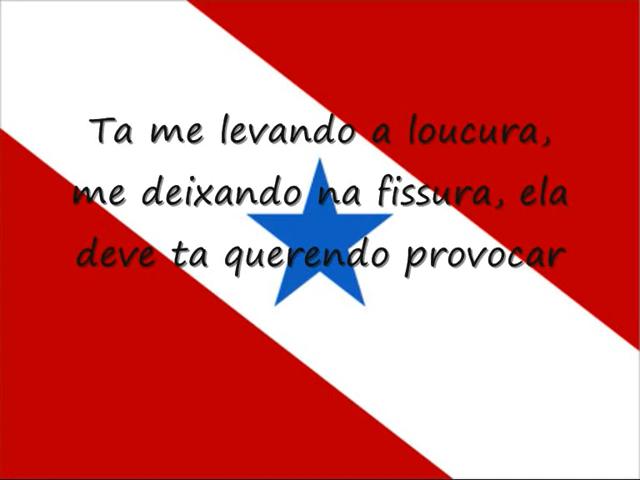 Ta me levando a loucura,
me deixando na fissura, ela
deve ta querendo provocar